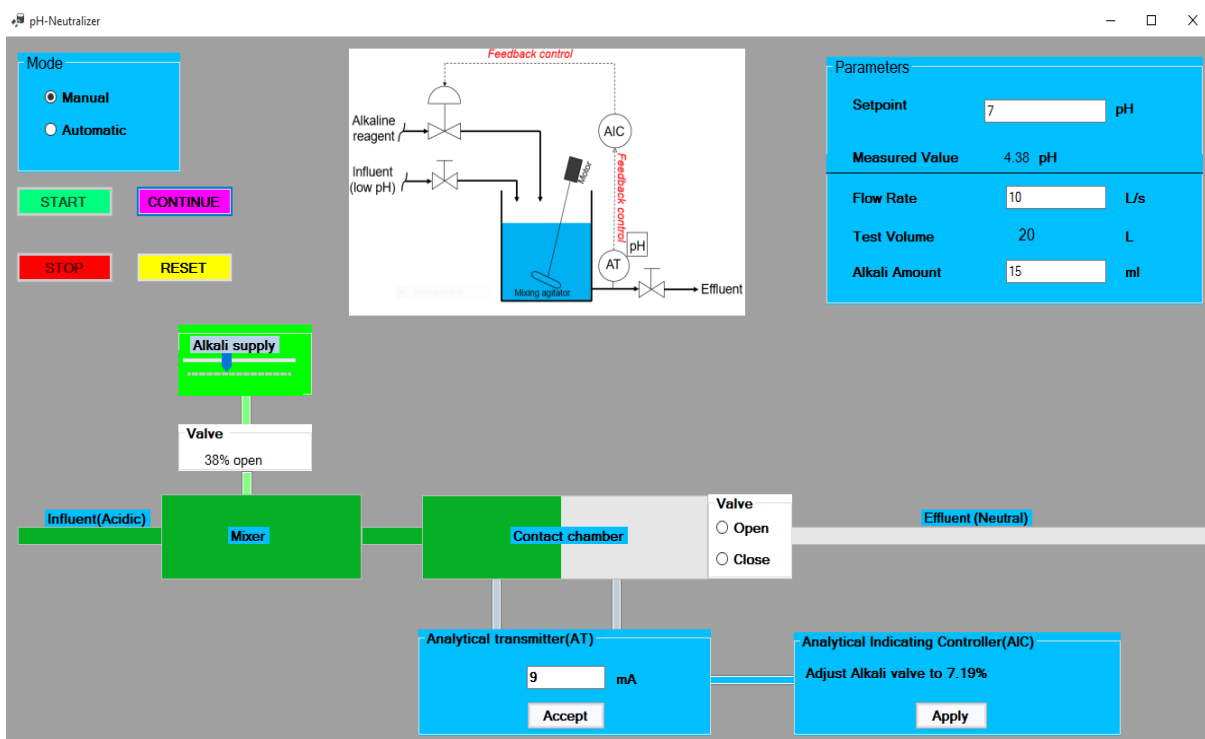 pH-Neutralizer
Mode
Manual
Automatic
START
CONTINUE
STOP
RESET
Feedback control
Alkaline
reagent
Influent
(low pH)
Motor
AIC
Feedback control
pH
AT
Mixing agitator
Effluent
Parameters
Setpoint 7 pH
Measured Value 4.38 pH
Flow Rate 10 L/s
Test Volume 20 L
Alkali Amount 15 ml
Alkali supply
Valve
38% open
Influent(Acidic)
Mixer
Contact chamber
Valve
Open
Close
Effluent (Neutral)
Analytical transmitter(AT)
9 mA
Accept
Analytical Indicating Controller(AIC)
Adjust Alkali valve to 7.19%
Apply